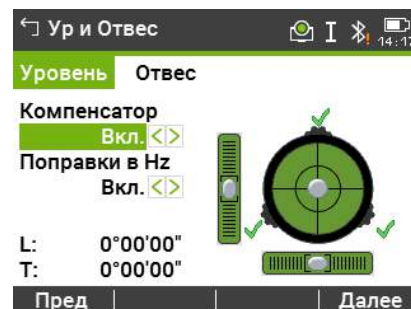 Ур и Отвес
I
14:17
Уровень Отвес
Компенсатор
Вкл.
Поправки в Hz
Вкл.
L: 0°00'00"
T: 0°00'00"
Пред Далее